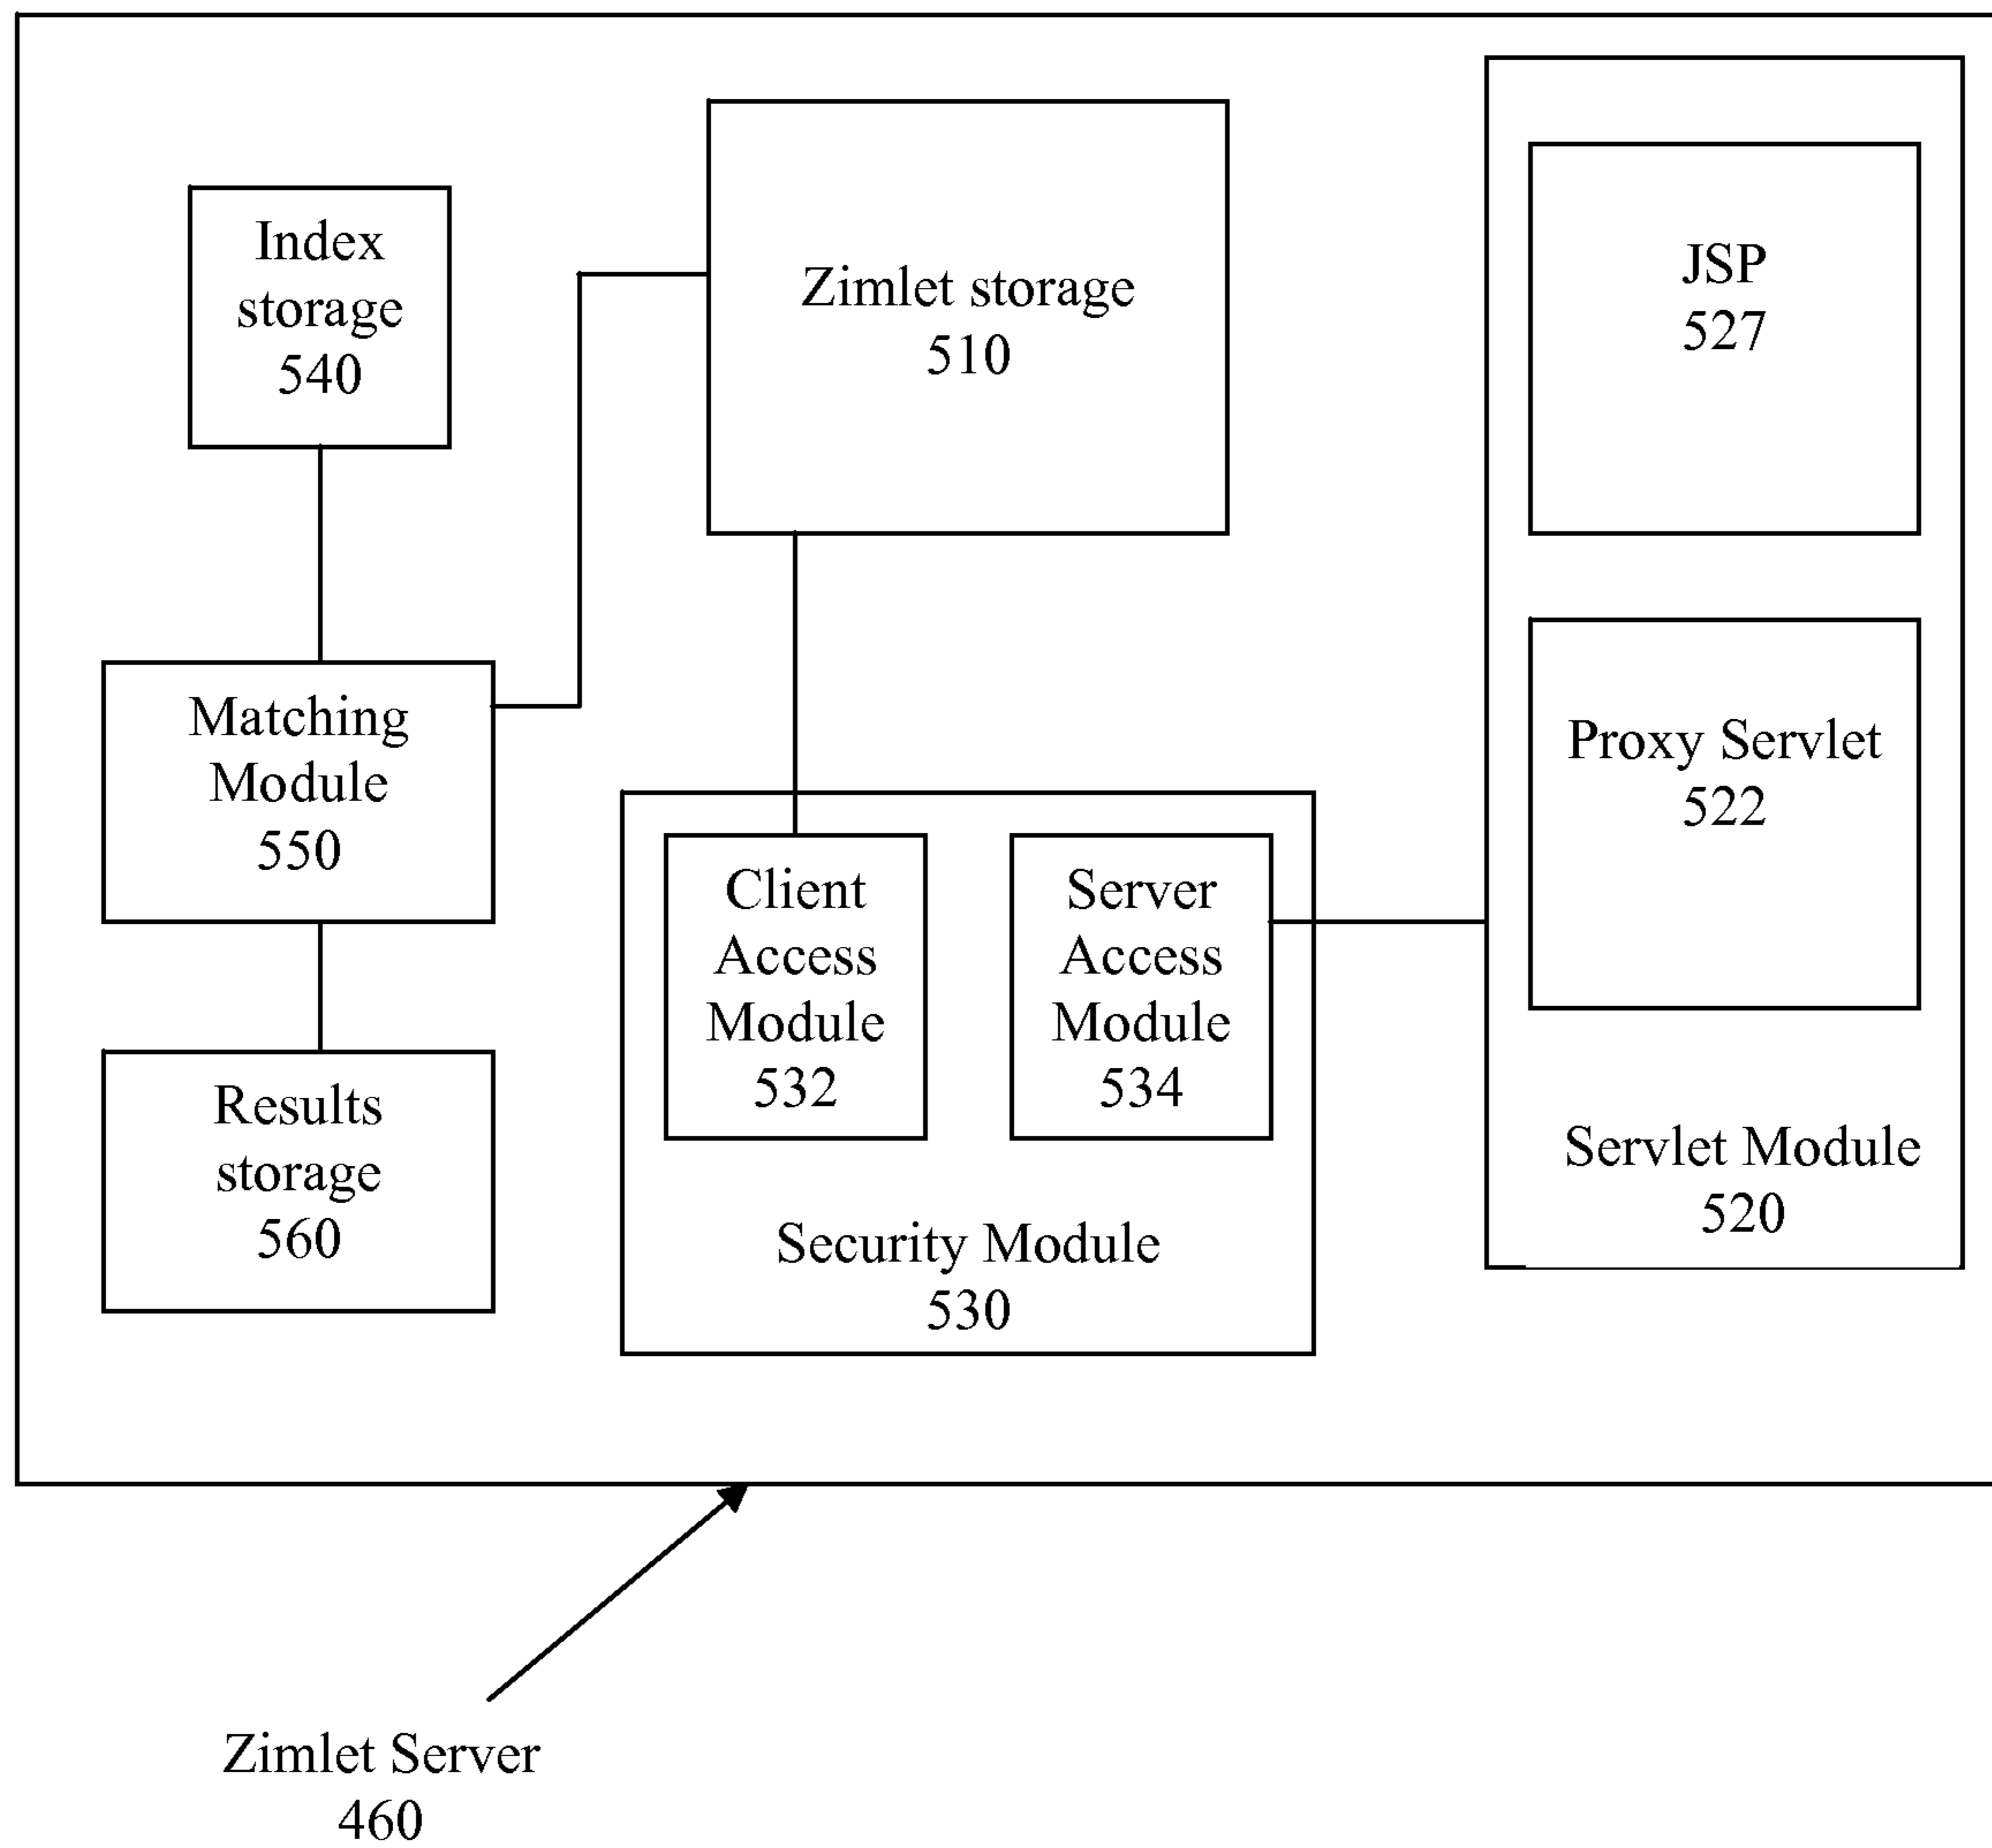 Index
storage
540
Zimlet storage
510
JSP
527
Matching
Module
550
Proxy Servlet
522
Client
Access
Module
532
Server
Access
Module
534
Results
storage
560
Security Module
530
Servlet Module
520
Zimlet Server
460